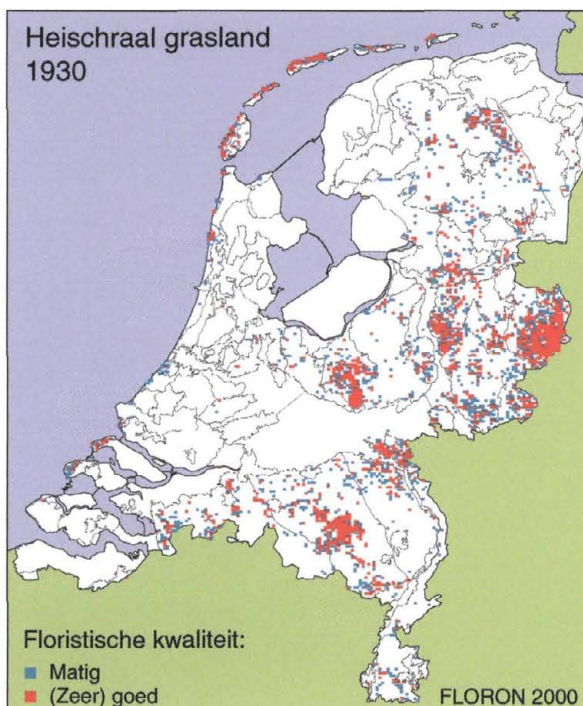 Heischraal grasland
1930
Floristische kwaliteit:
Matig
(Zeer) goed
FLORON 2000